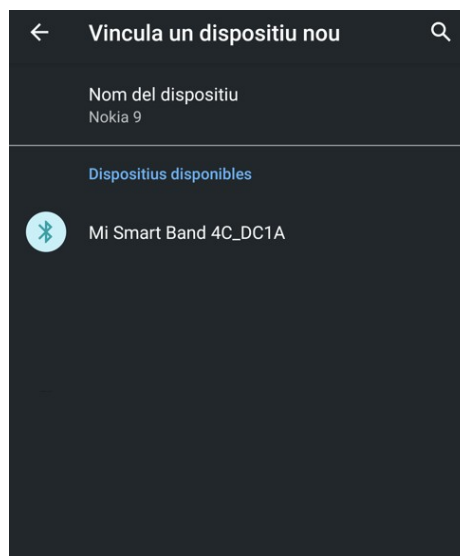 Vincula un dispositiu nou
Nom del dispositiu
Nokia 9
Dispositius disponibles
Mi Smart Band 4C_DC1A